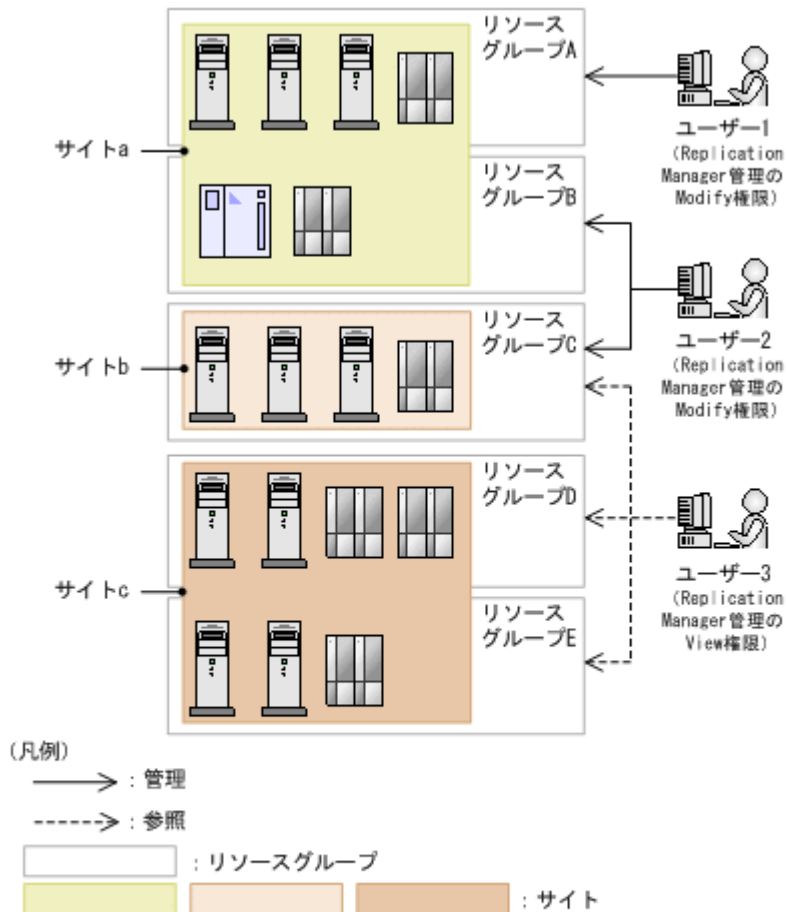 リソース
グループA
ユーザー1
(Replication
Manager管理の
Modify権限)
サイトa
リソース
グループB
リソース
グループC
ユーザー2
(Replication
Manager管理の
Modify権限)
サイトb
リソース
グループD
ユーザー3
(Replication
Manager管理の
View権限)
サイトc
リソース
グループE
(凡例)
:管理
:参照
:リソースグループ
:サイト